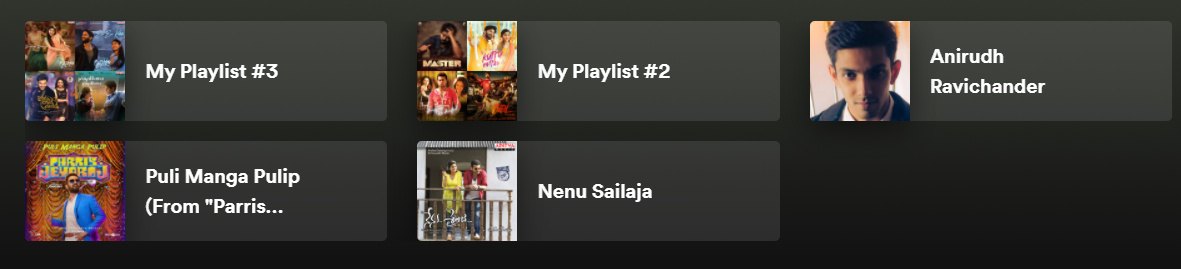 My Playlist #3
My Playlist #2
MASTER
Anirudh
Ravichander
PULI MANGA PULIP
PARRIS
JEYARAJ
Puli Manga Pulip
(From "Parris...
Nenu Sailaja